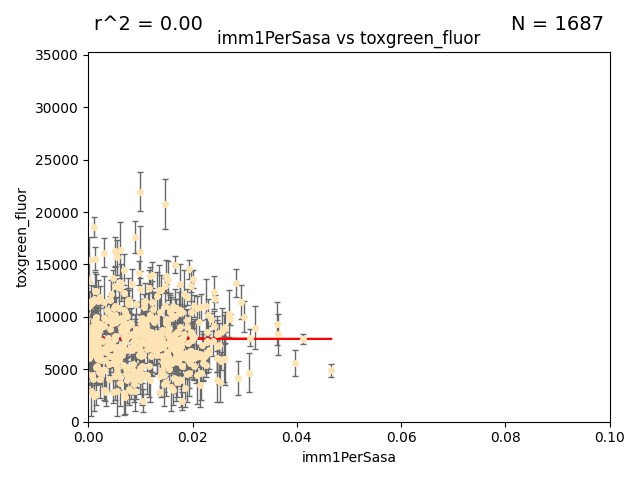 r^2 = 0.00
N = 1687
imm1PerSasa vs toxgreen_fluor
35000
30000
25000
20000
15000
10000
5000
0
toxgreen_fluor
0.00
0.02
0.04
0.06
0.08
0.10
imm1PerSasa